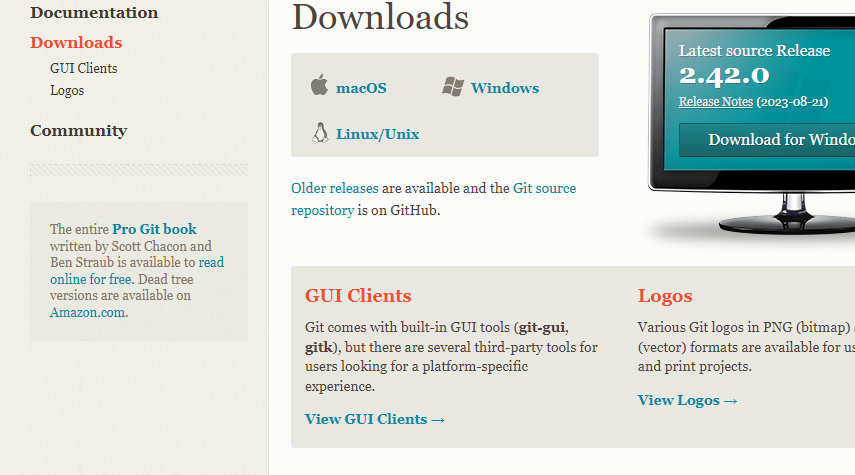 Documentation
Downloads
GUI Clients
Logos
Community
The entire Pro Git book
written by Scott Chacon and
Ben Straub is available to read
online for free. Dead tree
versions are available on
Amazon.com.
Downloads
macOS
Windows
Linux/Unix
Older releases are available and the Git source
repository is on GitHub.
Latest source Release
2.42.0
Release Notes (2023-08-21)
Download for Windo
GUI Clients
Git comes with built-in GUI tools (git-gui,
gitk), but there are several third-party tools for
users looking for a platform-specific
experience.
View GUI Clients →
Logos
Various Git logos in PNG (bitmap)
(vector) formats are available for us
and print projects.
View Logos →